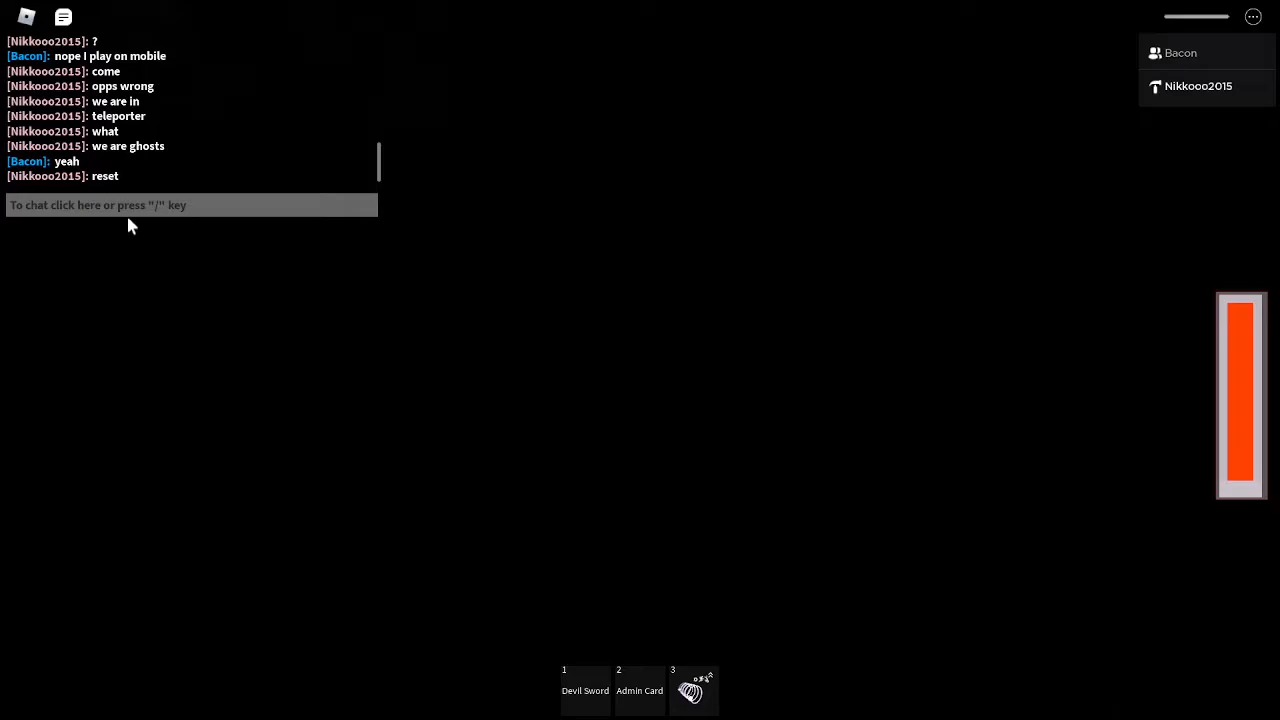 [Nikkooo2015]: ?
[Bacon]: nope I play on mobile
[Nikkooo2015]: come
[Nikkooo2015]: opps wrong
[Nikkooo2015]: we are in
[Nikkooo2015]: teleporter
[Nikkooo2015]: what
[Nikkooo2015]: we are ghosts
[Bacon]: yeah
[Nikkooo2015]: reset
To chat click here or press "/" key
Bacon
Nikkooo2015
1
Devil Sword
2
Admin Card
3